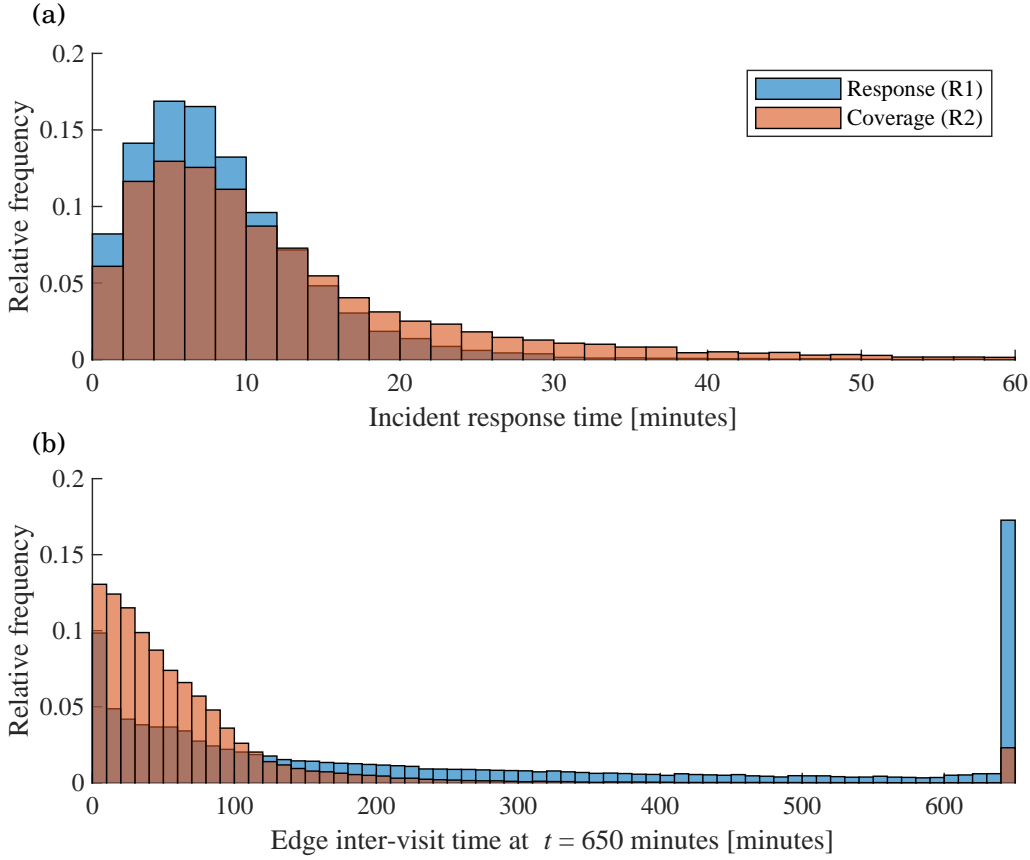 (a)
0.2
0.15
0.1
0.05
0
Relative frequency
Response (R1)
Coverage (R2)
0 10 20 30 40 50 60
Incident response time [minutes]
(b)
0.2
0.15
0.1
0.05
0
Relative frequency
0 100 200 300 400 500 600
Edge inter-visit time at t = 650 minutes [minutes]